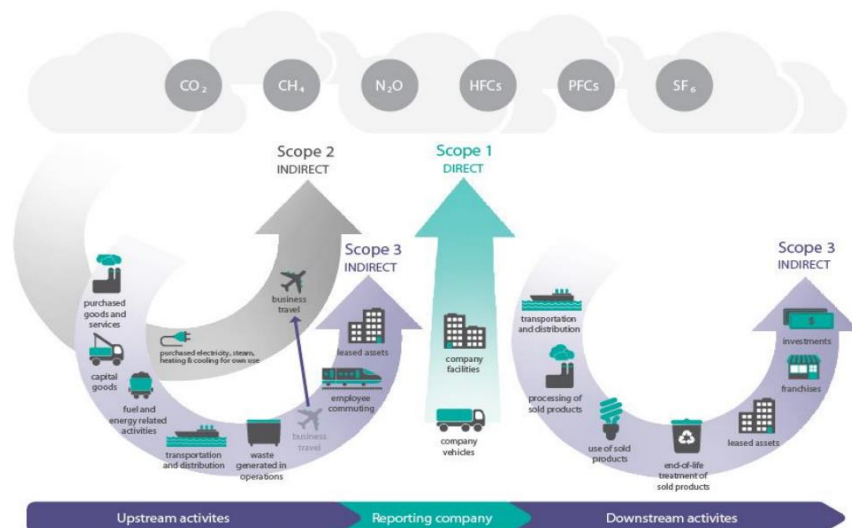 CO₂
CH₄
N₂O
HFCs
PFCs
SF₆
Scope 2
INDIRECT
Scope 1
DIRECT
Scope 3
INDIRECT
Scope 3
INDIRECT
purchased
goods and
services
capital
goods
fuel and
energy related
activities
purchased electricity, steam,
heating & cooling for own use
business
travel
transportation
and distribution
waste
generated in
operations
business
travel
employee
commuting
leased assets
company
facilities
company
vehicles
transportation
and distribution
processing of
sold products
use of sold
products
end-of-life
treatment of
sold products
leased assets
franchises
$
investments
Upstream activites
Reporting company
Downstream activites